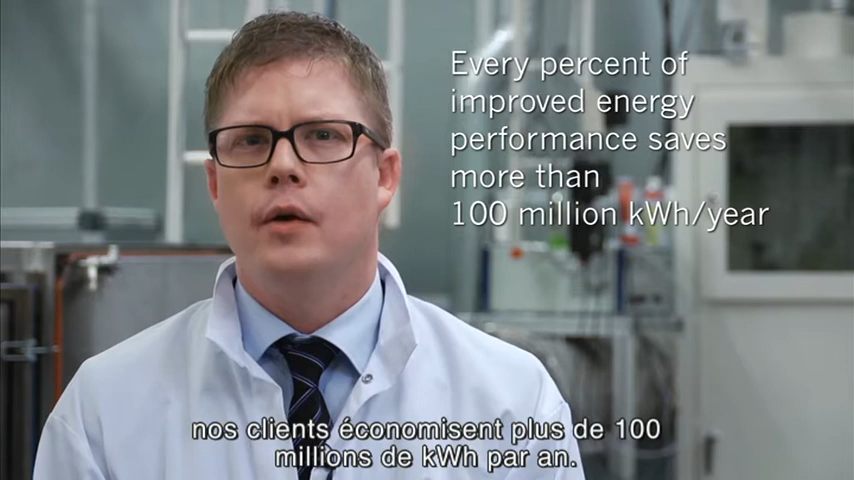 Every percent of
improved energy
performance saves
more than
100 million kWh/year
nos clients économisent plus de 100
millions de kWh par an.